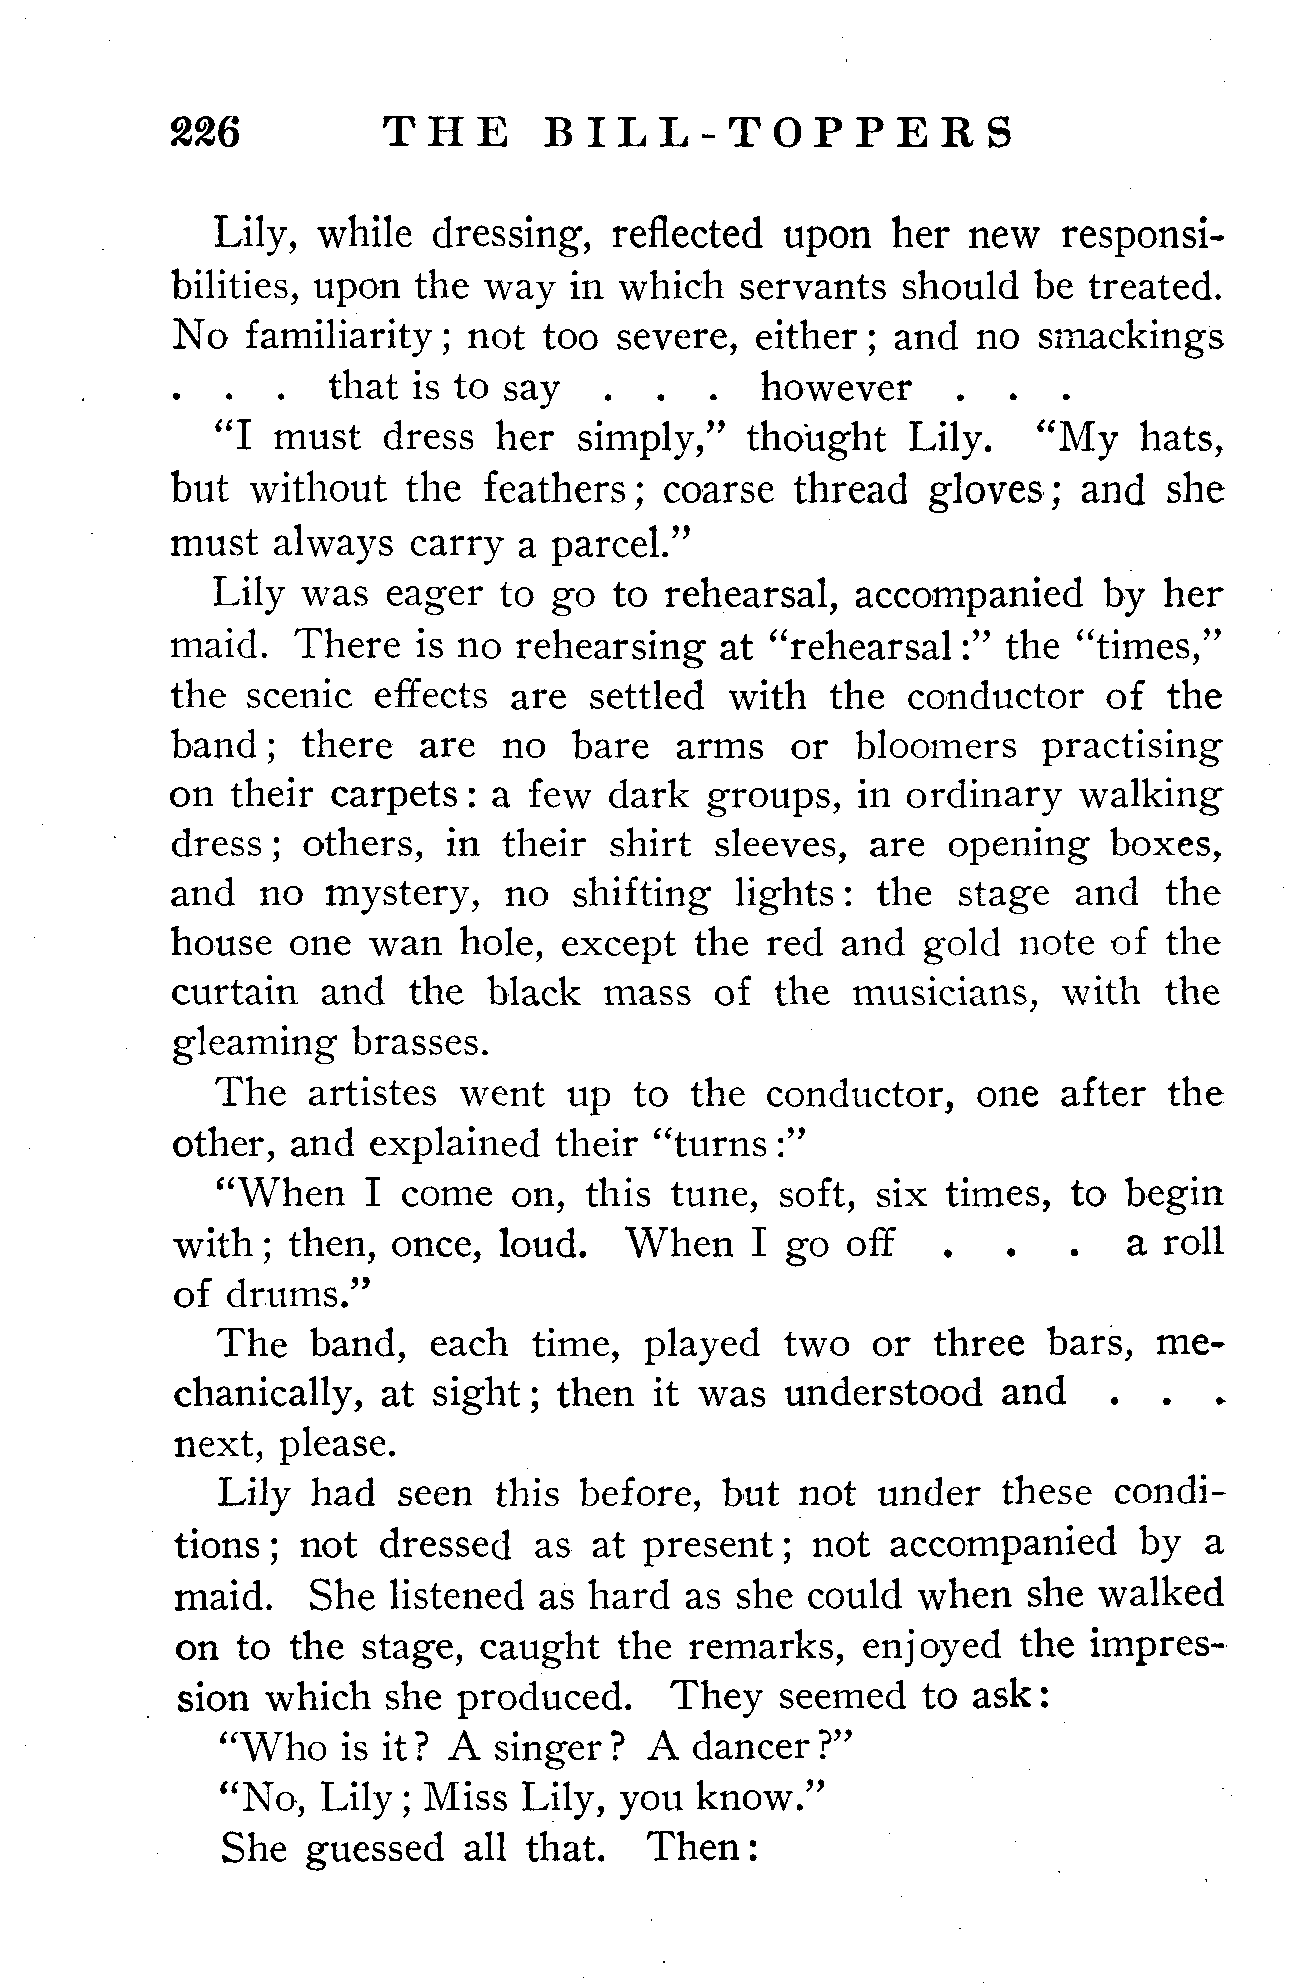 226 THE BILL-TOPPERS
Lily, while dressing, reflected upon her new responsi-
bilities, upon the way in which servants should be treated.
No familiarity; not too severe, either; and no smackings
. . . that is to say . . . however . . .
“I must dress her simply,” thought Lily. “My hats,
but without the feathers; coarse thread gloves; and she
must always carry a parcel.”
Lily was eager to go to rehearsal, accompanied by her
maid. There is no rehearsing at “rehearsal:” the “times,”
the scenic effects are settled with the conductor of the
band; there are no bare arms or bloomers practising
on their carpets: a few dark groups, in ordinary walking
dress; others, in their shirt sleeves, are opening boxes,
and no mystery, no shifting lights: the stage and the
house one wan hole, except the red and gold note of the
curtain and the black mass of the musicians, with the
gleaming brasses.
The artistes went up to the conductor, one after the
other, and explained their “turns:”
“When I come on, this tune, soft, six times, to begin
with; then, once, loud. When I go off . . . a roll
of drums.”
The band, each time, played two or three bars, me-
chanically, at sight; then it was understood and . . .
next, please.
Lily had seen this before, but not under these condi-
tions; not dressed as at present; not accompanied by a
maid. She listened as hard as she could when she walked
on to the stage, caught the remarks, enjoyed the impres-
sion which she produced. They seemed to ask:
“Who is it? A singer? A dancer?”
“No, Lily; Miss Lily, you know.”
She guessed all that. Then: